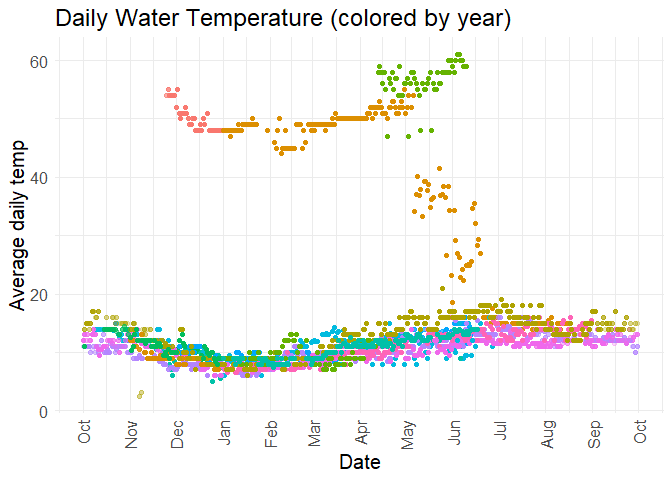 Daily Water Temperature (colored by year)
Average daily temp
60
40
20
0
Oct Nov Dec Jan Feb Mar Apr May Jun Jul Aug Sep Oct
Date